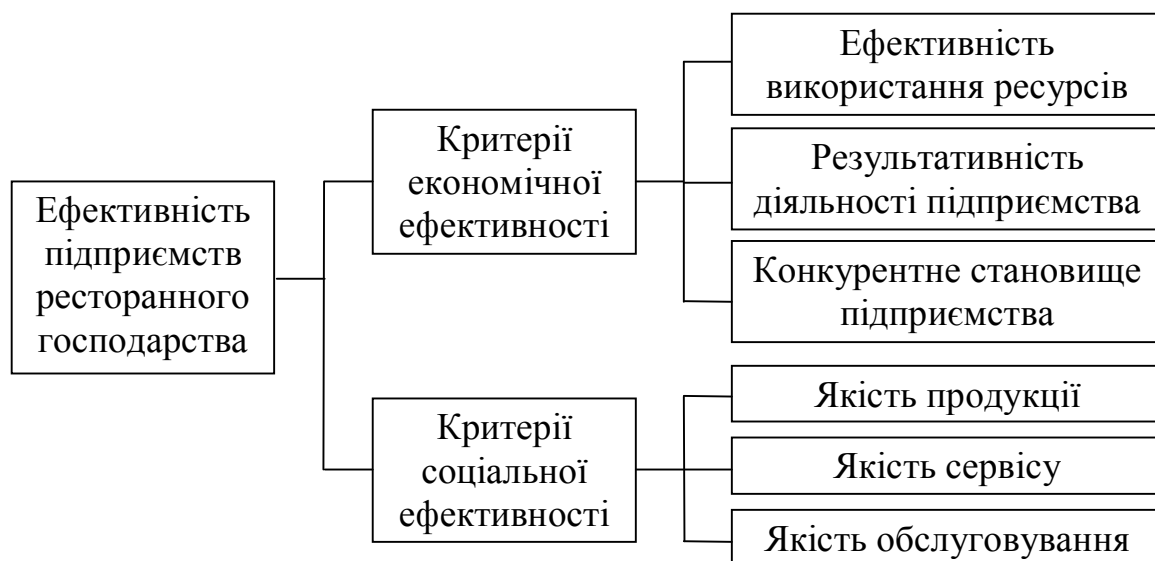 Ефективність
підприємств
ресторанного
господарства
Критерії
економічної
ефективності
Ефективність
використання ресурсів
Результативність
діяльності підприємства
Конкурентне становище
підприємства
Критерії
соціальної
ефективності
Якість продукції
Якість сервісу
Якість обслуговування